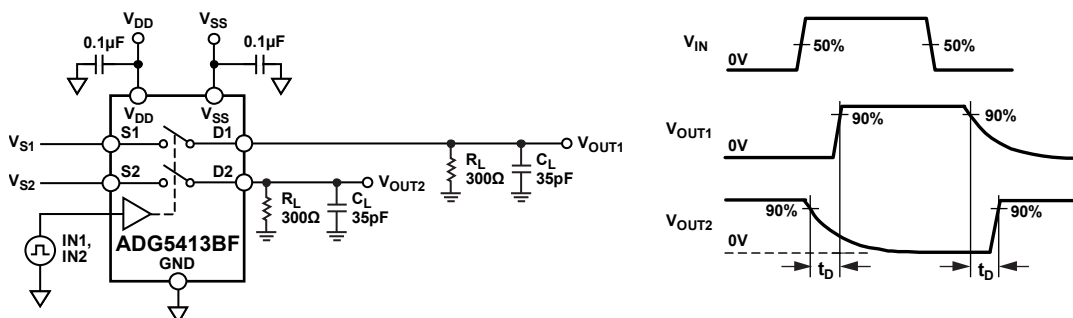 VDD
VSS
0.1µF
0.1µF
VDD
VSS
VS1
S1
D1
VOUT1
VS2
S2
D2
VOUT2
RL
300Ω
CL
35pF
RL
300Ω
CL
35pF
IN1,
IN2
ADG5413BF
GND
VIN
0V
50%
50%
VOUT1
0V
90%
90%
VOUT2
0V
90%
90%
tD
tD